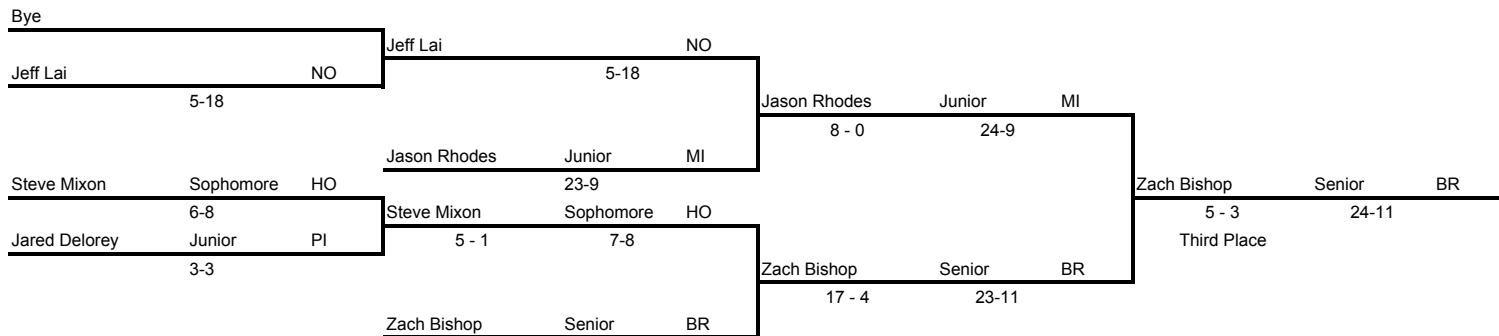 Bye
Jeff Lai NO
Jeff Lai NO
5-18
5-18
Jason Rhodes Junior MI
8 - 0 24-9
Jason Rhodes Junior MI
Steve Mixon Sophomore HO
23-9
Zach Bishop Senior BR
6-8
Steve Mixon Sophomore HO
5 - 3 24-11
Jared Delorey Junior PI
5 - 1 7-8
Third Place
3-3
Zach Bishop Senior BR
17 - 4 23-11
Zach Bishop Senior BR